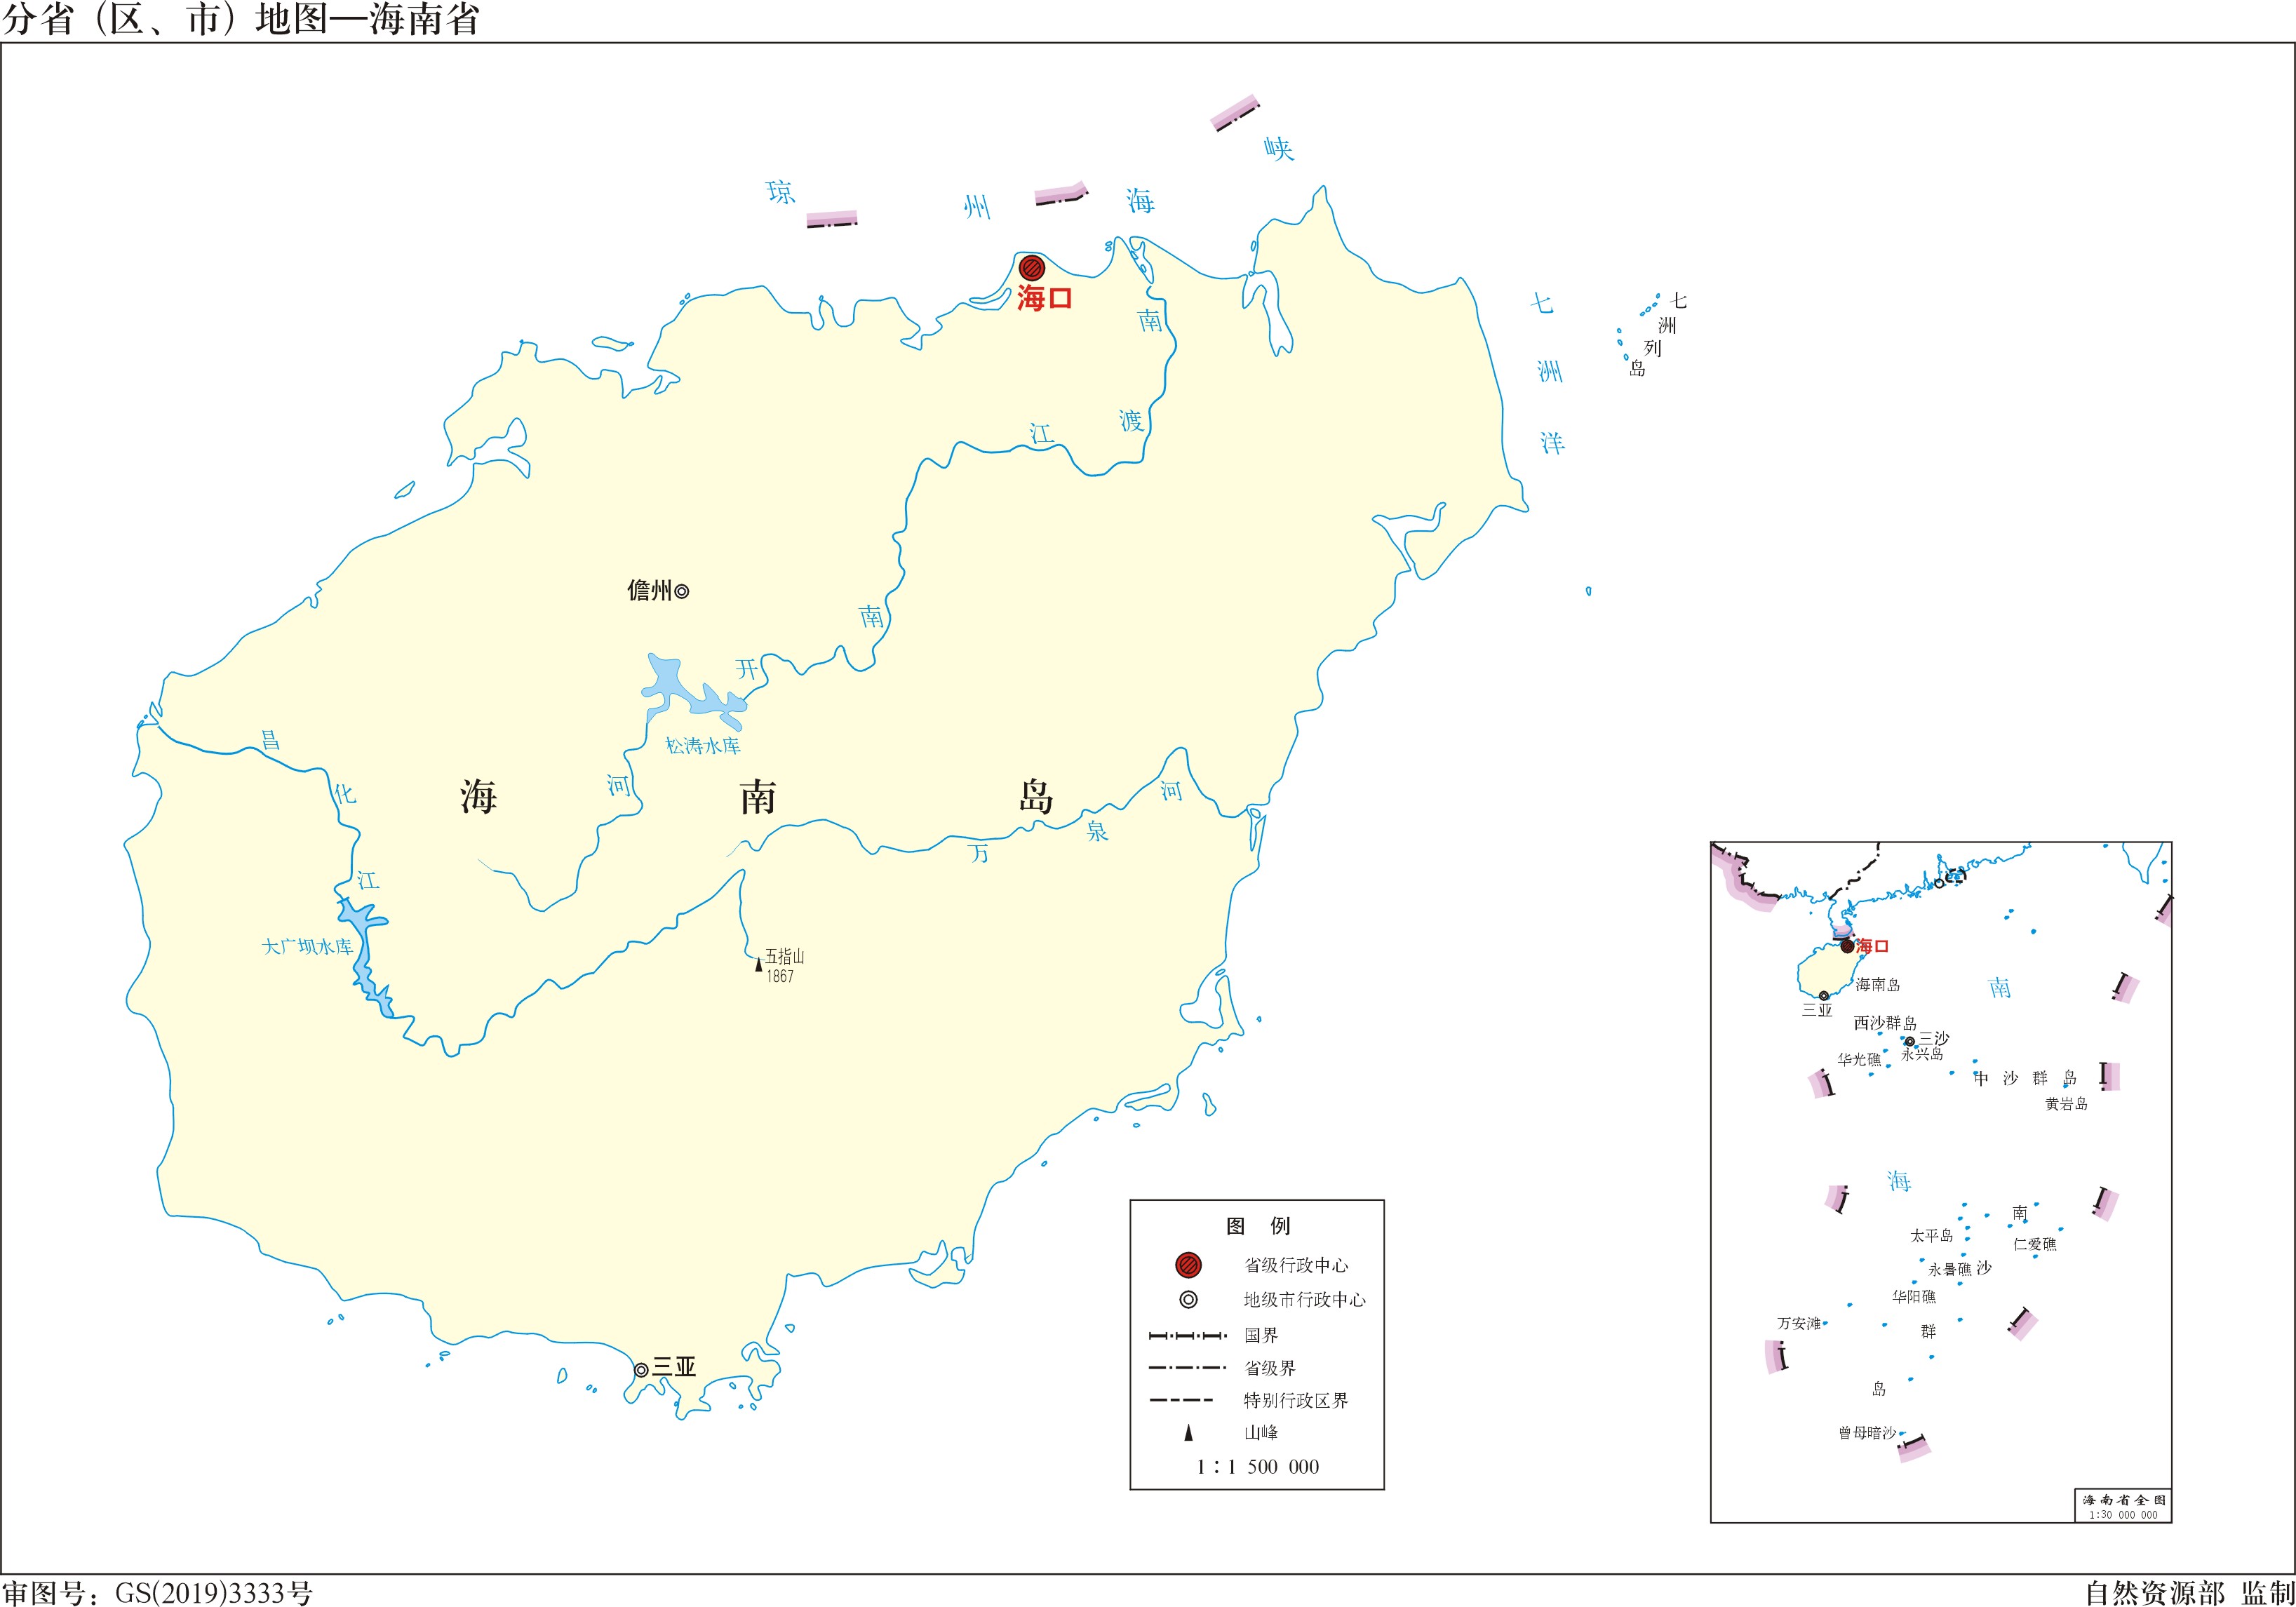 分省（区、市）地图—海南省
琼州海峡
海口
南渡江
七洲洋
七洲列岛
儋州
南开河
松涛水库
昌化江
海南岛
万泉河
大广坝水库
五指山
1867
三亚
图 例
省级行政中心
地级市行政中心
国界
省级界
特别行政区界
山峰
1：1 500 000
海口
海南岛
三亚
南海
西沙群岛
三沙
永兴岛
华光礁
中沙群岛
黄岩岛
南沙群岛
太平岛
仁爱礁
永暑礁
华阳礁
万安滩
曾母暗沙
海南省全图
1:30 000 000
审图号：GS(2019)3333号
自然资源部 监制